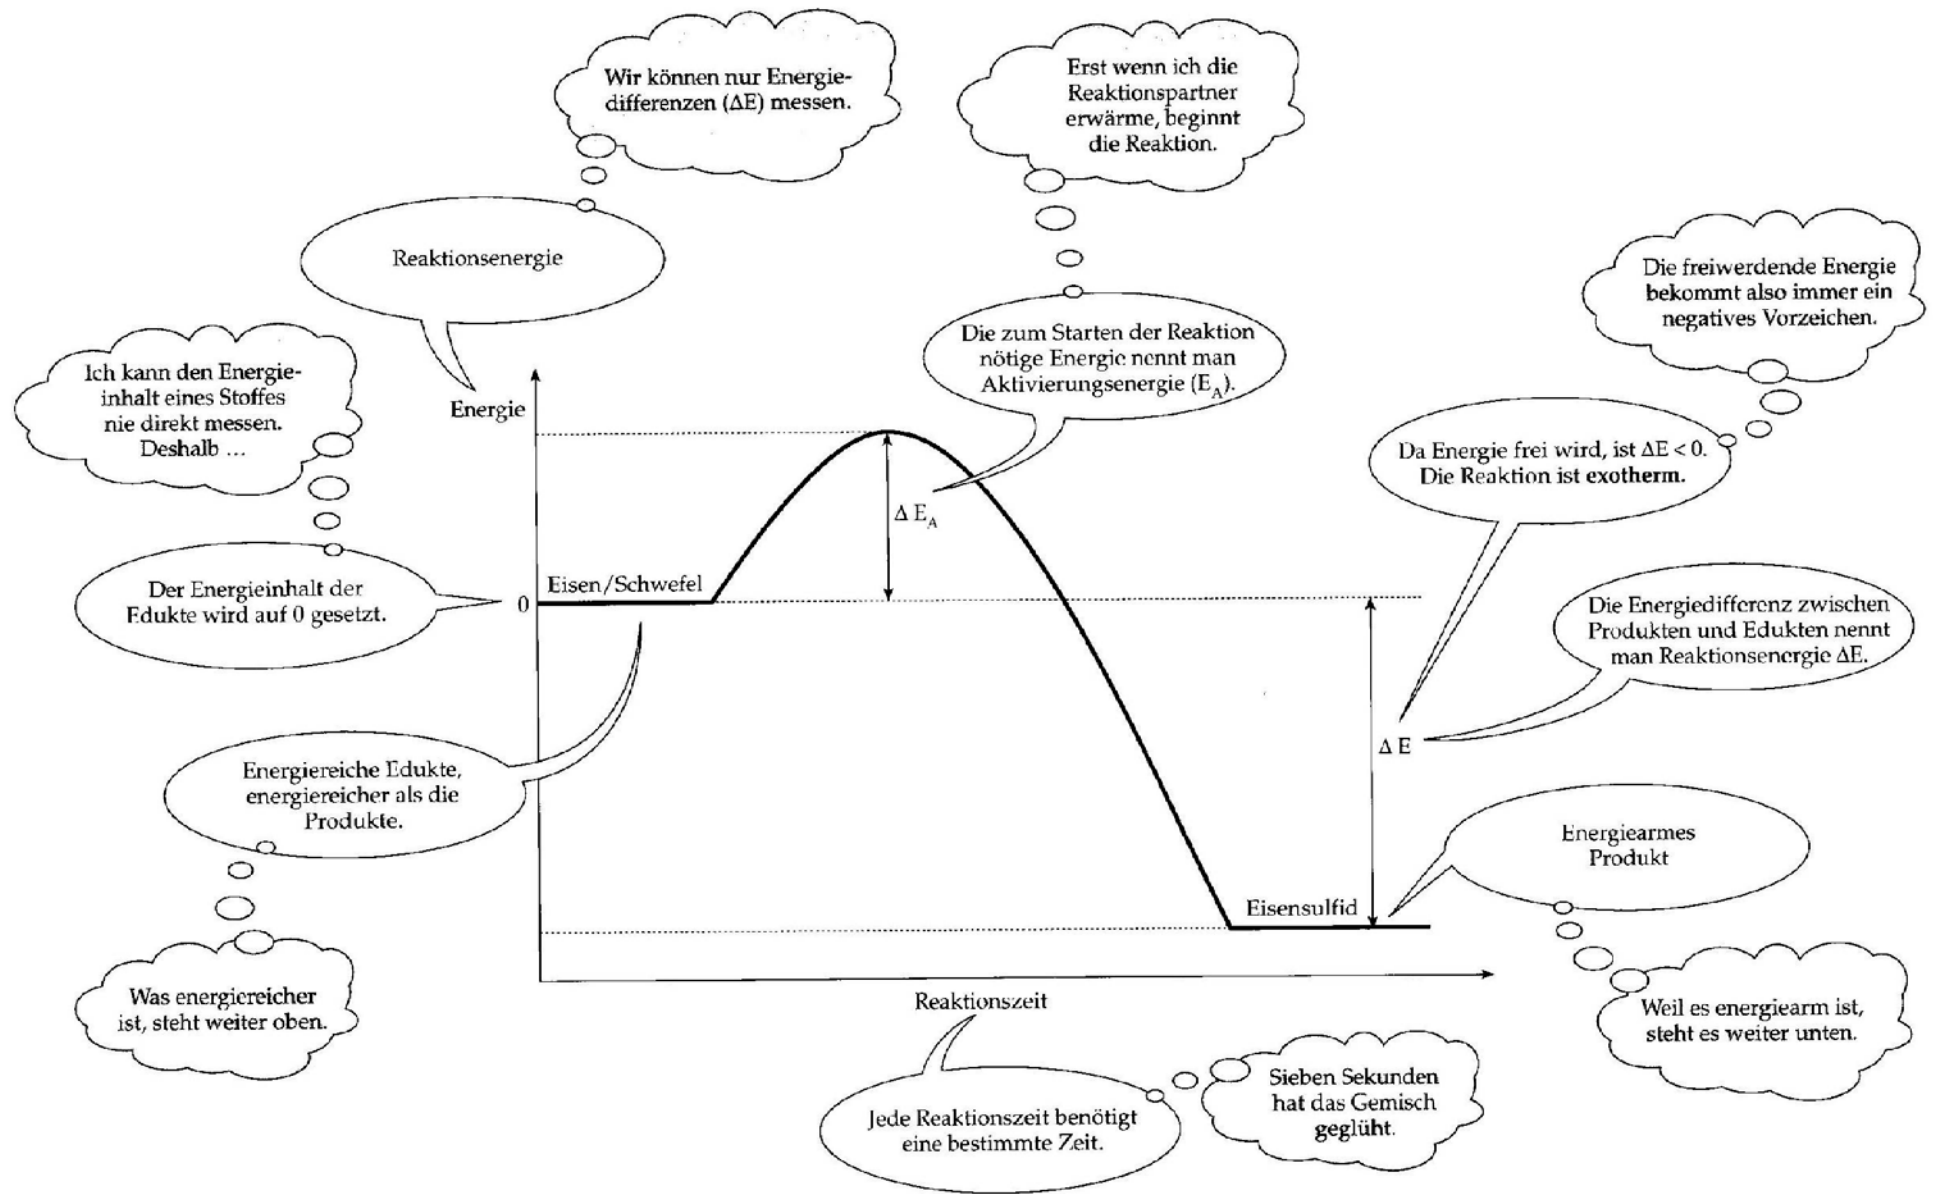 Wir können nur Energie-
differenzen (ΔE) messen.
Erst wenn ich die
Reaktionspartner
erwärme, beginnt
die Reaktion.
Reaktionsenergie
Die freiwerdende Energie
bekommt also immer ein
negatives Vorzeichen.
Die zum Starten der Reaktion
nötige Energie nennt man
Aktivierungsenergie (E_A).
Ich kann den Energie-
inhalt eines Stoffes
nie direkt messen.
Deshalb ...
Energie
Da Energie frei wird, ist ΔE < 0.
Die Reaktion ist exotherm.
Δ E_A
Eisen/Schwefel
0
Der Energieinhalt der
Edukte wird auf 0 gesetzt.
Die Energiedifferenz zwischen
Produkten und Edukten nennt
man Reaktionsenergie ΔE.
Δ E
Energiereiche Edukte,
energiereicher als die
Produkte.
Energiearmes
Produkt
Eisensulfid
Was energiereicher
ist, steht weiter oben.
Reaktionszeit
Weil es energiearm ist,
steht es weiter unten.
Jede Reaktionszeit benötigt
eine bestimmte Zeit.
Sieben Sekunden
hat das Gemisch
geglüht.